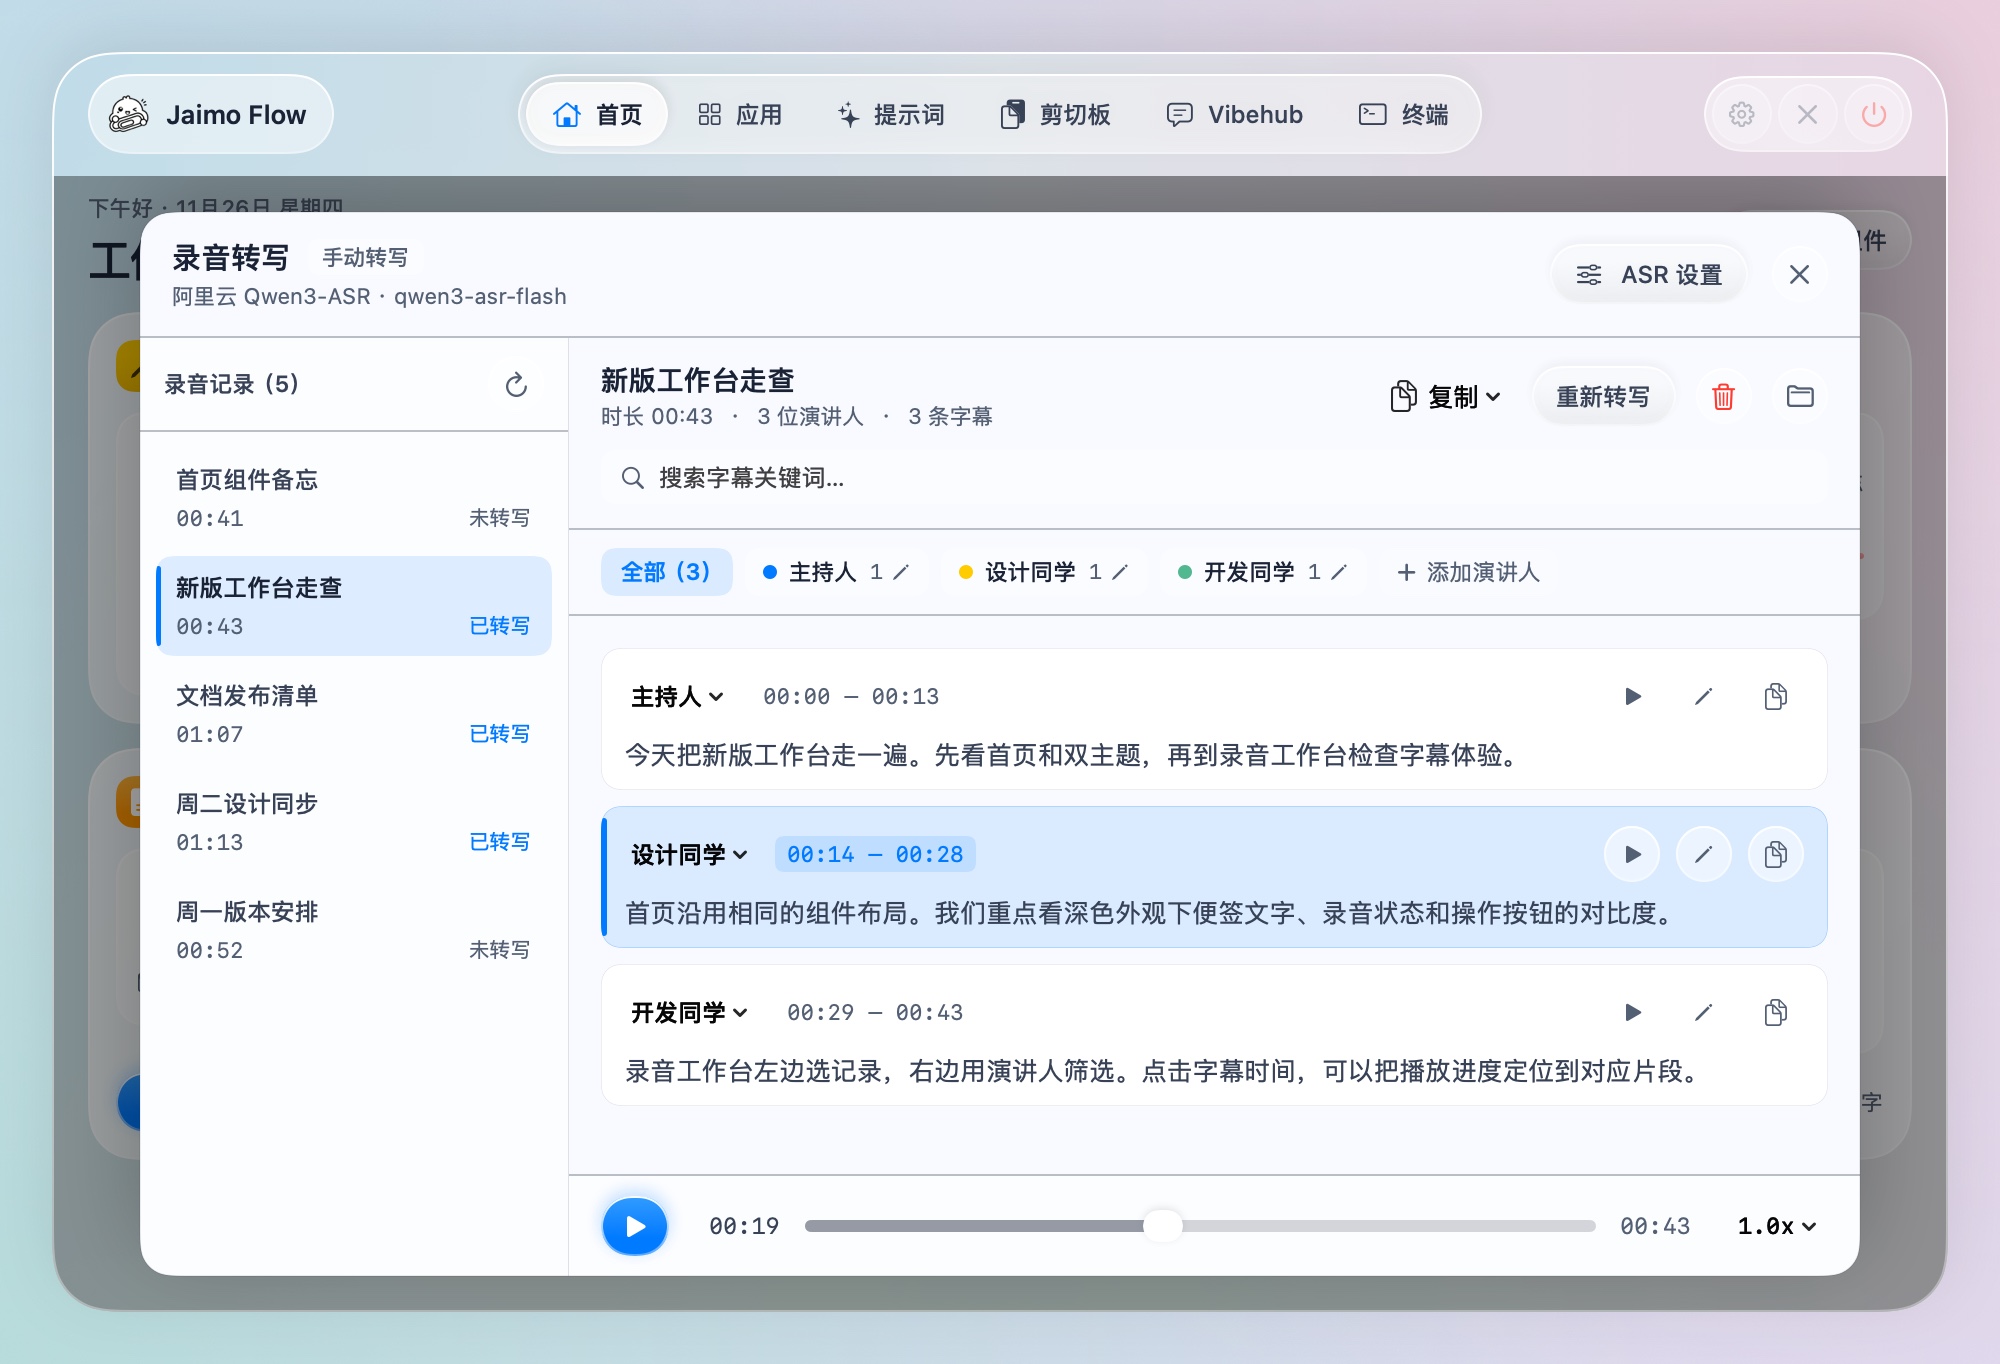 Jaimo Flow
首页
应用
提示词
剪切板
Vibehub
终端
下午好 · 11月26日 星期四
录音转写
手动转写
阿里云 Qwen3-ASR · qwen3-asr-flash
ASR 设置
件
录音记录 (5)
首页组件备忘
00:41 未转写
新版工作台走查
00:43 已转写
文档发布清单
01:07 已转写
周二设计同步
01:13 已转写
周一版本安排
00:52 未转写
新版工作台走查
时长 00:43 · 3 位演讲人 · 3 条字幕
复制
重新转写
搜索字幕关键词...
全部 (3)
主持人 1
设计同学 1
开发同学 1
+ 添加演讲人
主持人 00:00 — 00:13
今天把新版工作台走一遍。先看首页和双主题，再到录音工作台检查字幕体验。
设计同学 00:14 — 00:28
首页沿用相同的组件布局。我们重点看深色外观下便签文字、录音状态和操作按钮的对比度。
开发同学 00:29 — 00:43
录音工作台左边选记录，右边用演讲人筛选。点击字幕时间，可以把播放进度定位到对应片段。
字
00:19
00:43
1.0x